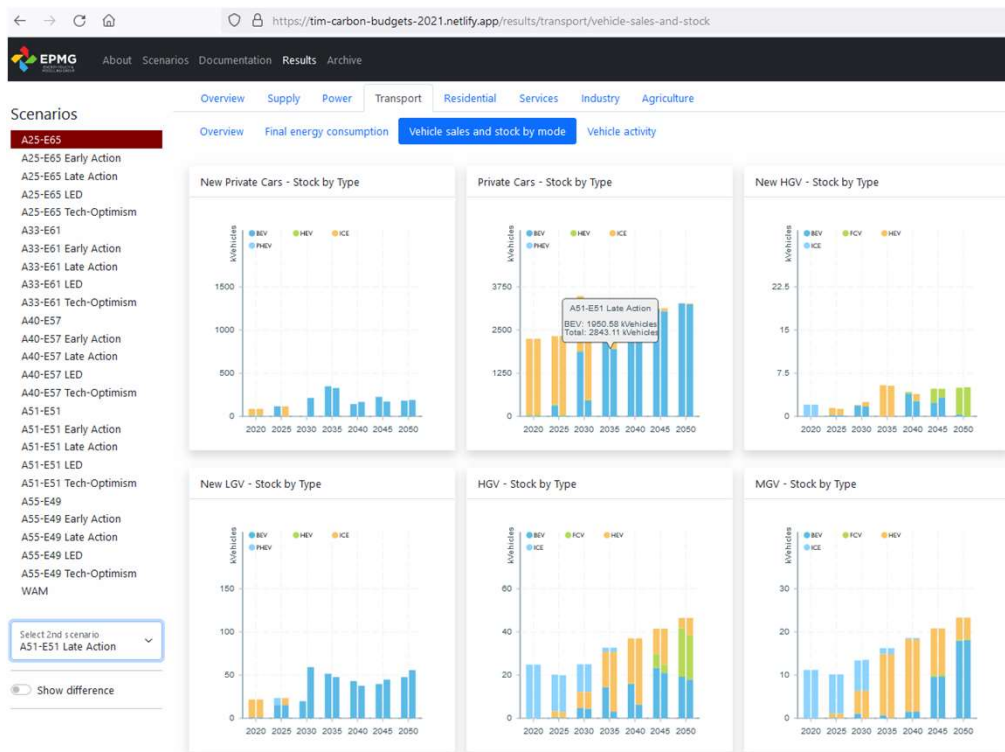 https://tim-carbon-budgets-2021.netlify.app/results/transport/vehicle-sales-and-stock
EPMG
About Scenarios Documentation Results Archive
Scenarios
A25-E65
A25-E65 Early Action
A25-E65 Late Action
A25-E65 LED
A25-E65 Tech-Optimism
A33-E61
A33-E61 Early Action
A33-E61 Late Action
A33-E61 LED
A33-E61 Tech-Optimism
A40-E57
A40-E57 Early Action
A40-E57 Late Action
A40-E57 LED
A40-E57 Tech-Optimism
A51-E51
A51-E51 Early Action
A51-E51 Late Action
A51-E51 LED
A51-E51 Tech-Optimism
A55-E49
A55-E49 Early Action
A55-E49 Late Action
A55-E49 LED
A55-E49 Tech-Optimism
WAM
Select 2nd scenario
A51-E51 Late Action
Show difference
Overview Supply Power Transport Residential Services Industry Agriculture
Overview Final energy consumption Vehicle sales and stock by mode Vehicle activity
New Private Cars - Stock by Type
kVehicles
BEV HEV ICE
PHEV
1500
1000
500
0
2020 2025 2030 2035 2040 2045 2050
Private Cars - Stock by Type
kVehicles
BEV HEV ICE
PHEV
3750
2500
1250
0
A51-E51 Late Action
BEV: 1950.58 kVehicles
Total: 2843.11 kVehicles
2020 2025 2030 2035 2040 2045 2050
New HGV - Stock by Type
kVehicles
BEV FCV HEV
ICE
22.5
15
7.5
0
2020 2025 2030 2035 2040 2045 2050
New LGV - Stock by Type
kVehicles
BEV HEV ICE
PHEV
150
100
50
0
2020 2025 2030 2035 2040 2045 2050
HGV - Stock by Type
kVehicles
BEV FCV HEV
ICE
60
40
20
0
2020 2025 2030 2035 2040 2045 2050
MGV - Stock by Type
kVehicles
BEV FCV HEV
ICE
30
20
10
0
2020 2025 2030 2035 2040 2045 2050